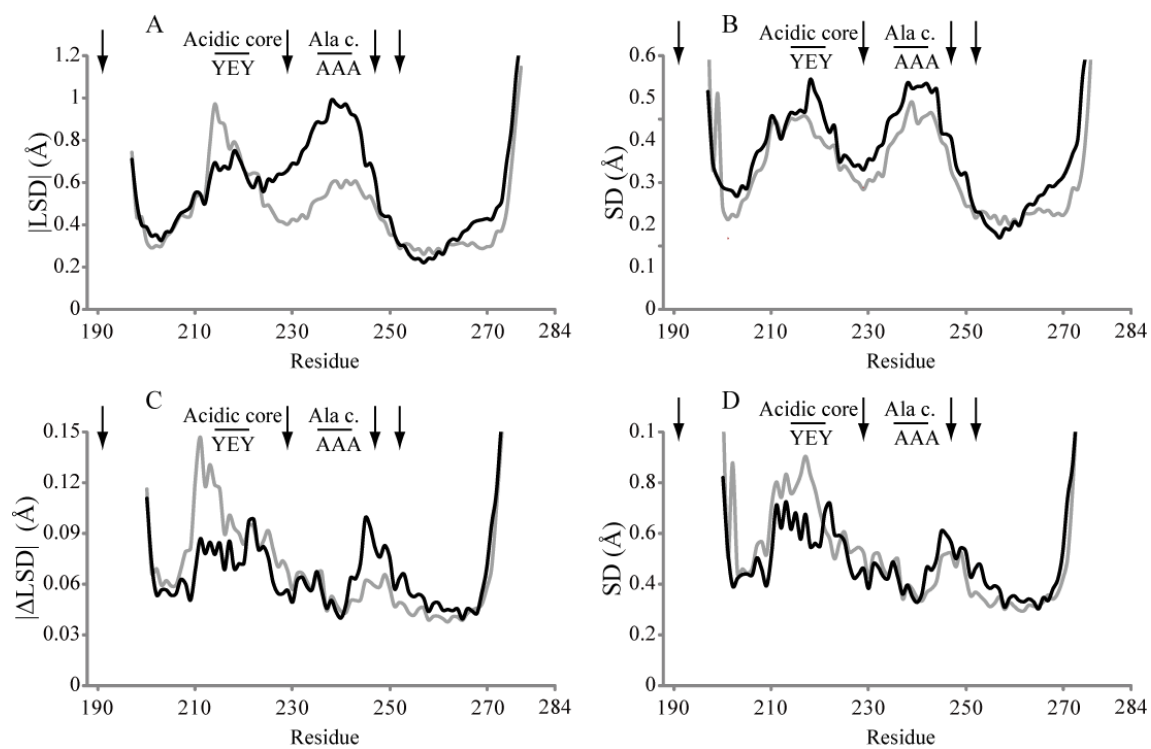 A
Acidic core
YEY
Ala c.
AAA
1.2
1
0.8
0.6
0.4
0.2
0
|LSD| (Å)
190
210
230
250
270
284
Residue
B
Acidic core
YEY
Ala c.
AAA
0.6
0.5
0.4
0.3
0.2
0.1
0
SD (Å)
190
210
230
250
270
284
Residue
C
Acidic core
YEY
Ala c.
AAA
0.15
0.12
0.09
0.06
0.03
0
|ΔLSD| (Å)
190
210
230
250
270
284
Residue
D
Acidic core
YEY
Ala c.
AAA
1
0.8
0.6
0.4
0.2
0
SD (Å)
190
210
230
250
270
284
Residue